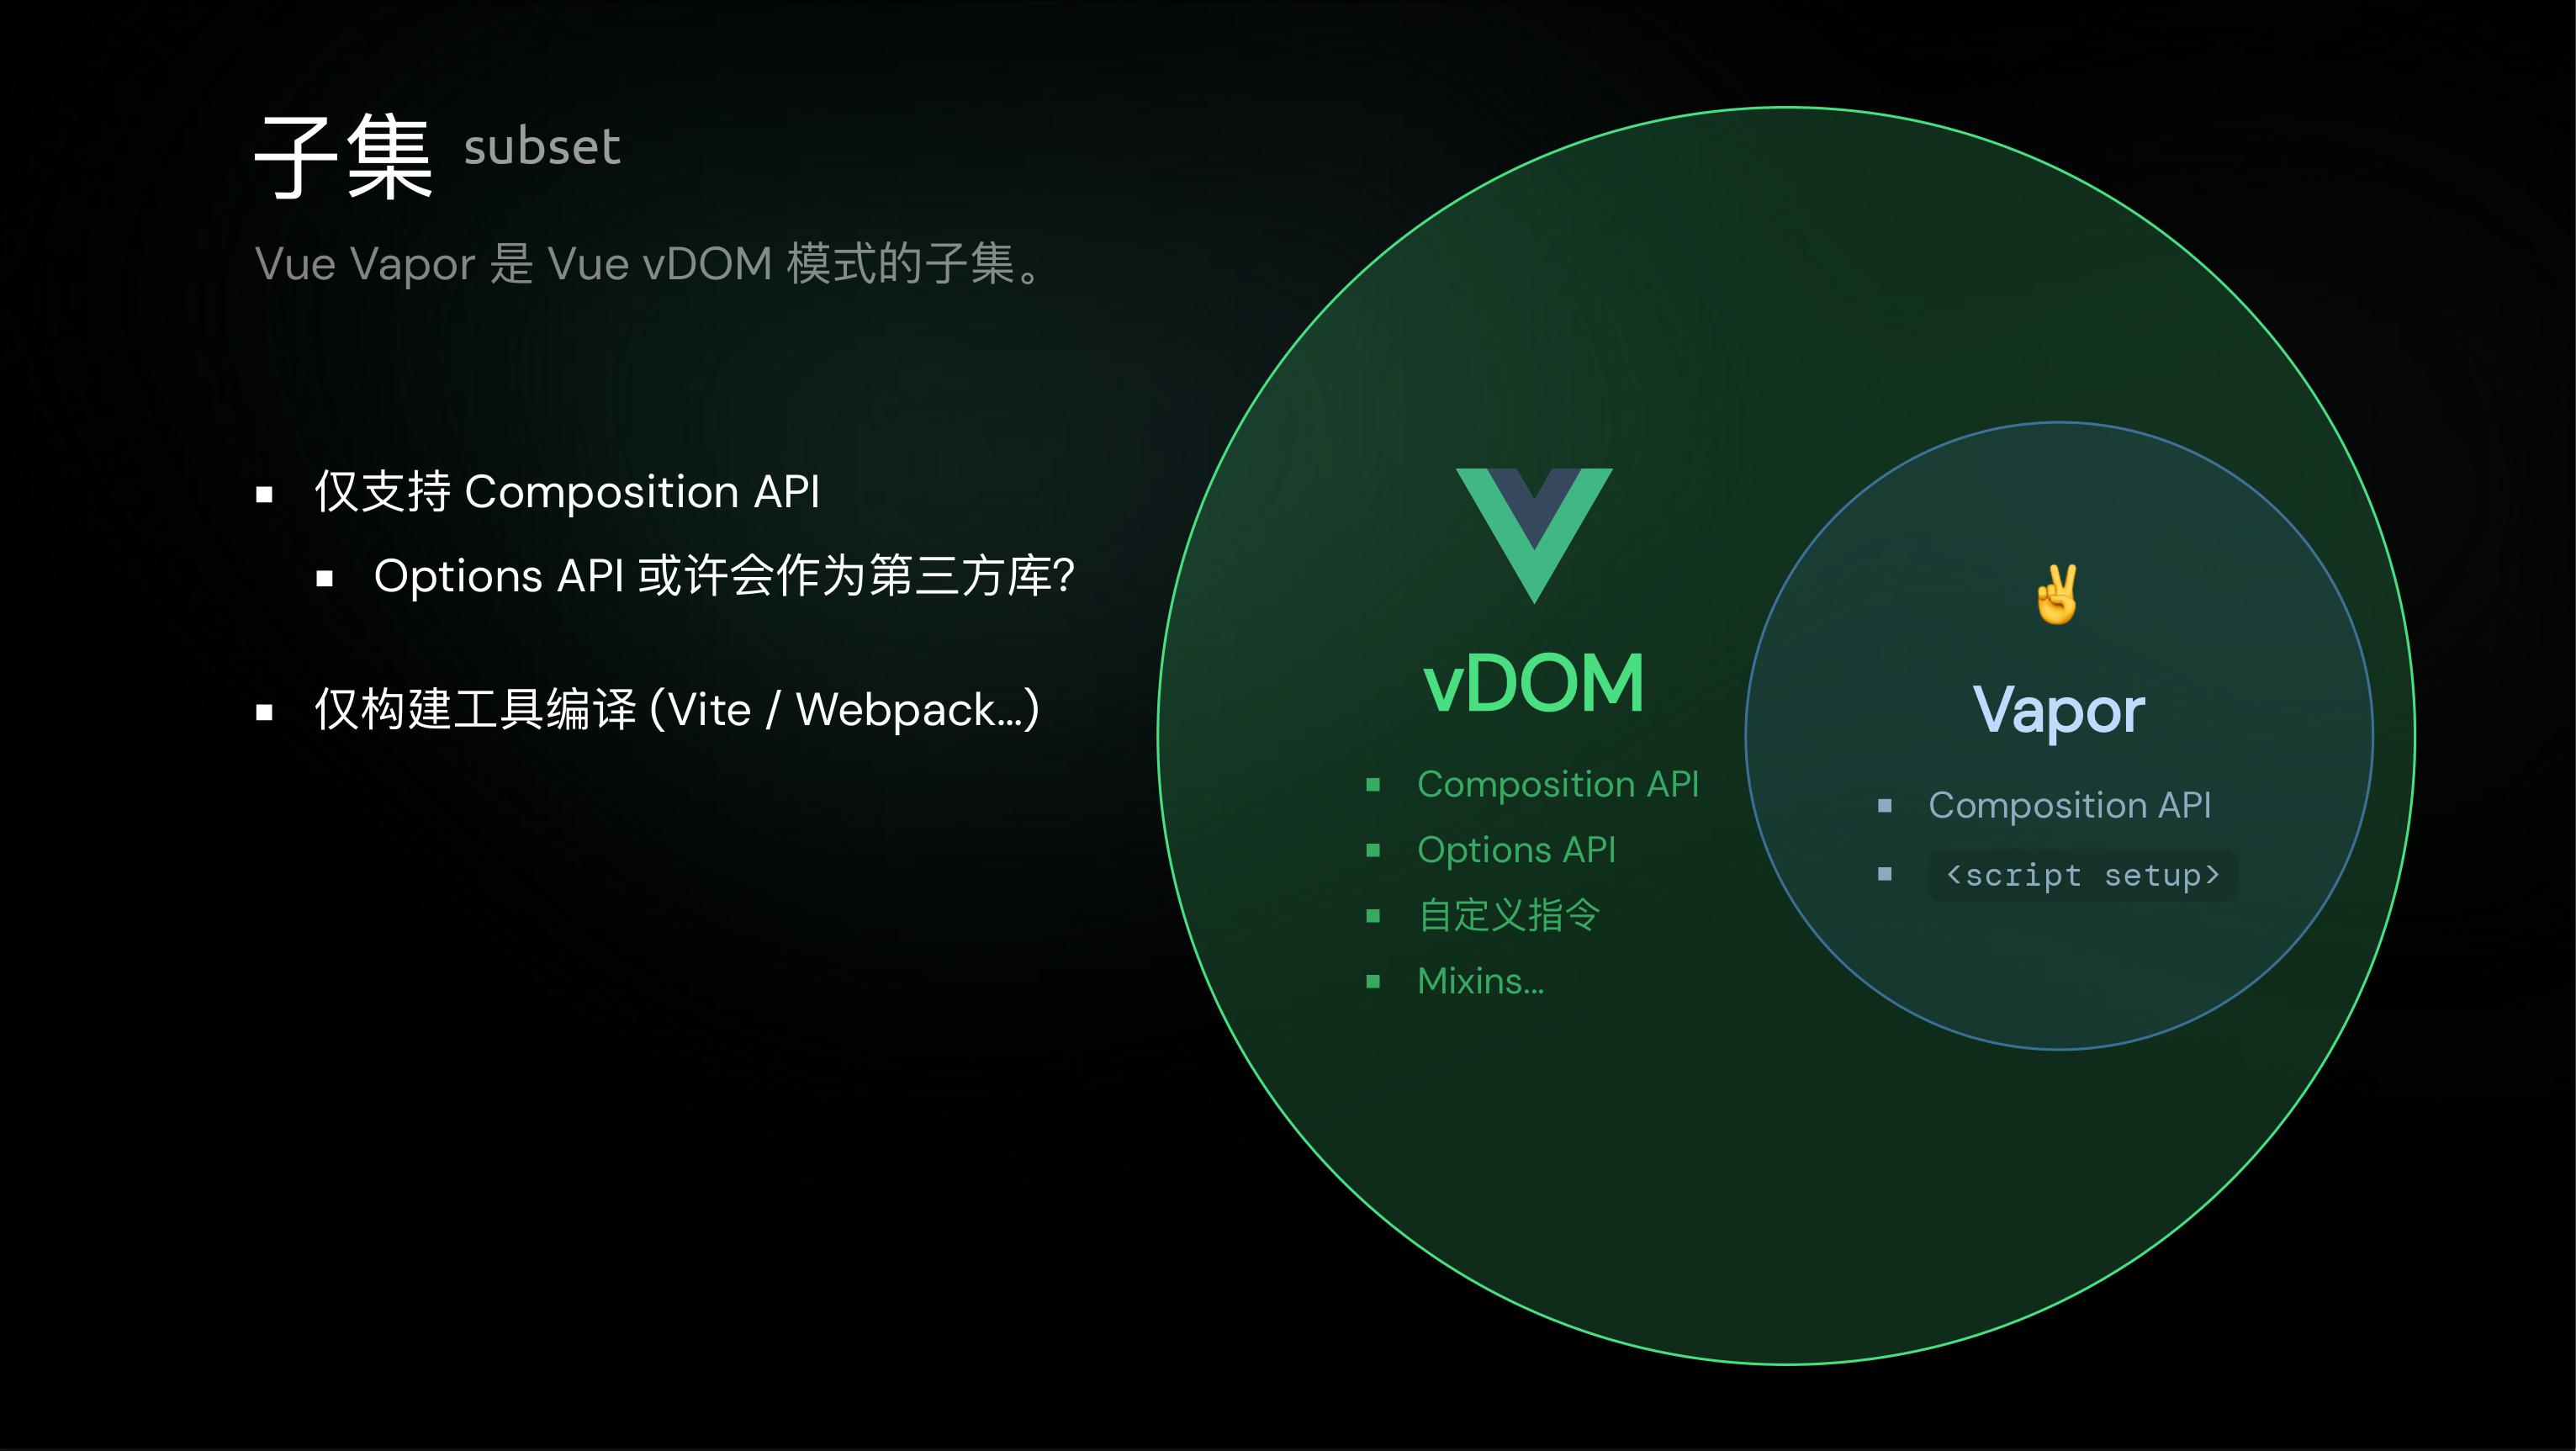 子集 subset
Vue Vapor 是 Vue vDOM 模式的子集。
仅支持 Composition API
Options API 或许会作为第三方库?
仅构建工具编译 (Vite / Webpack...)
vDOM
Composition API
Options API
自定义指令
Mixins...
Vapor
Composition API
<script setup>